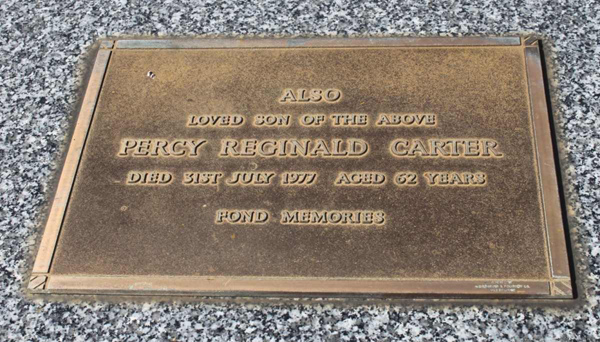 ALSO
LOVED SON OF THE ABOVE
PERCY REGINALD CARTER
DIED 31ST JULY 1977 AGED 62 YEARS
FOND MEMORIES